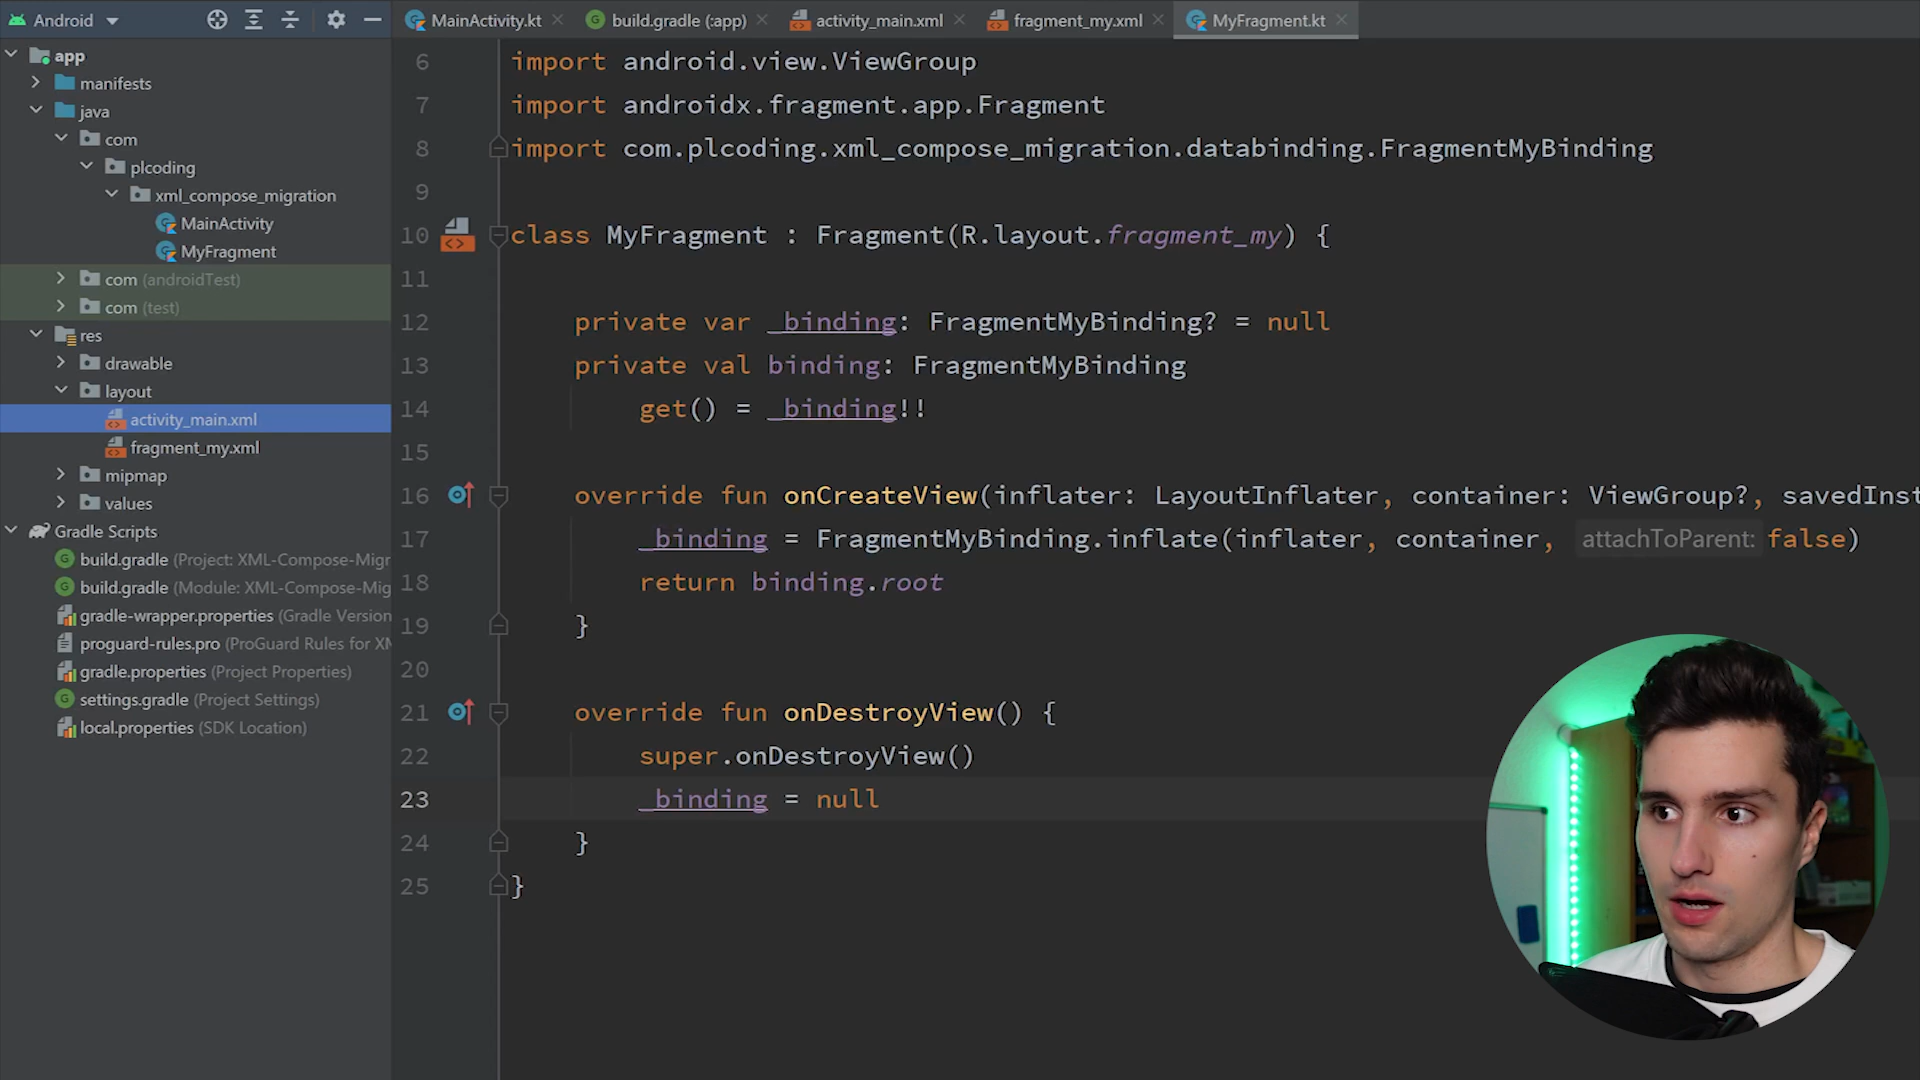 Android
MainActivity.kt
build.gradle (:app)
activity_main.xml
fragment_my.xml
MyFragment.kt
app
manifests
java
com
plcoding
xml_compose_migration
MainActivity
MyFragment
com (androidTest)
com (test)
res
drawable
layout
activity_main.xml
fragment_my.xml
mipmap
values
Gradle Scripts
build.gradle (Project: XML-Compose-Migr
build.gradle (Module: XML-Compose-Mig
gradle-wrapper.properties (Gradle Version
proguard-rules.pro (ProGuard Rules for XM
gradle.properties (Project Properties)
settings.gradle (Project Settings)
local.properties (SDK Location)
6 import android.view.ViewGroup
7 import androidx.fragment.app.Fragment
8 import com.plcoding.xml_compose_migration.databinding.FragmentMyBinding
9
10 class MyFragment : Fragment(R.layout.fragment_my) {
11
12 private var _binding: FragmentMyBinding? = null
13 private val binding: FragmentMyBinding
14 get() = _binding!!
15
16 override fun onCreateView(inflater: LayoutInflater, container: ViewGroup?, savedInst
17 _binding = FragmentMyBinding.inflate(inflater, container, attachToParent: false)
18 return binding.root
19 }
20
21 override fun onDestroyView() {
22 super.onDestroyView()
23 _binding = null
24 }
25 }